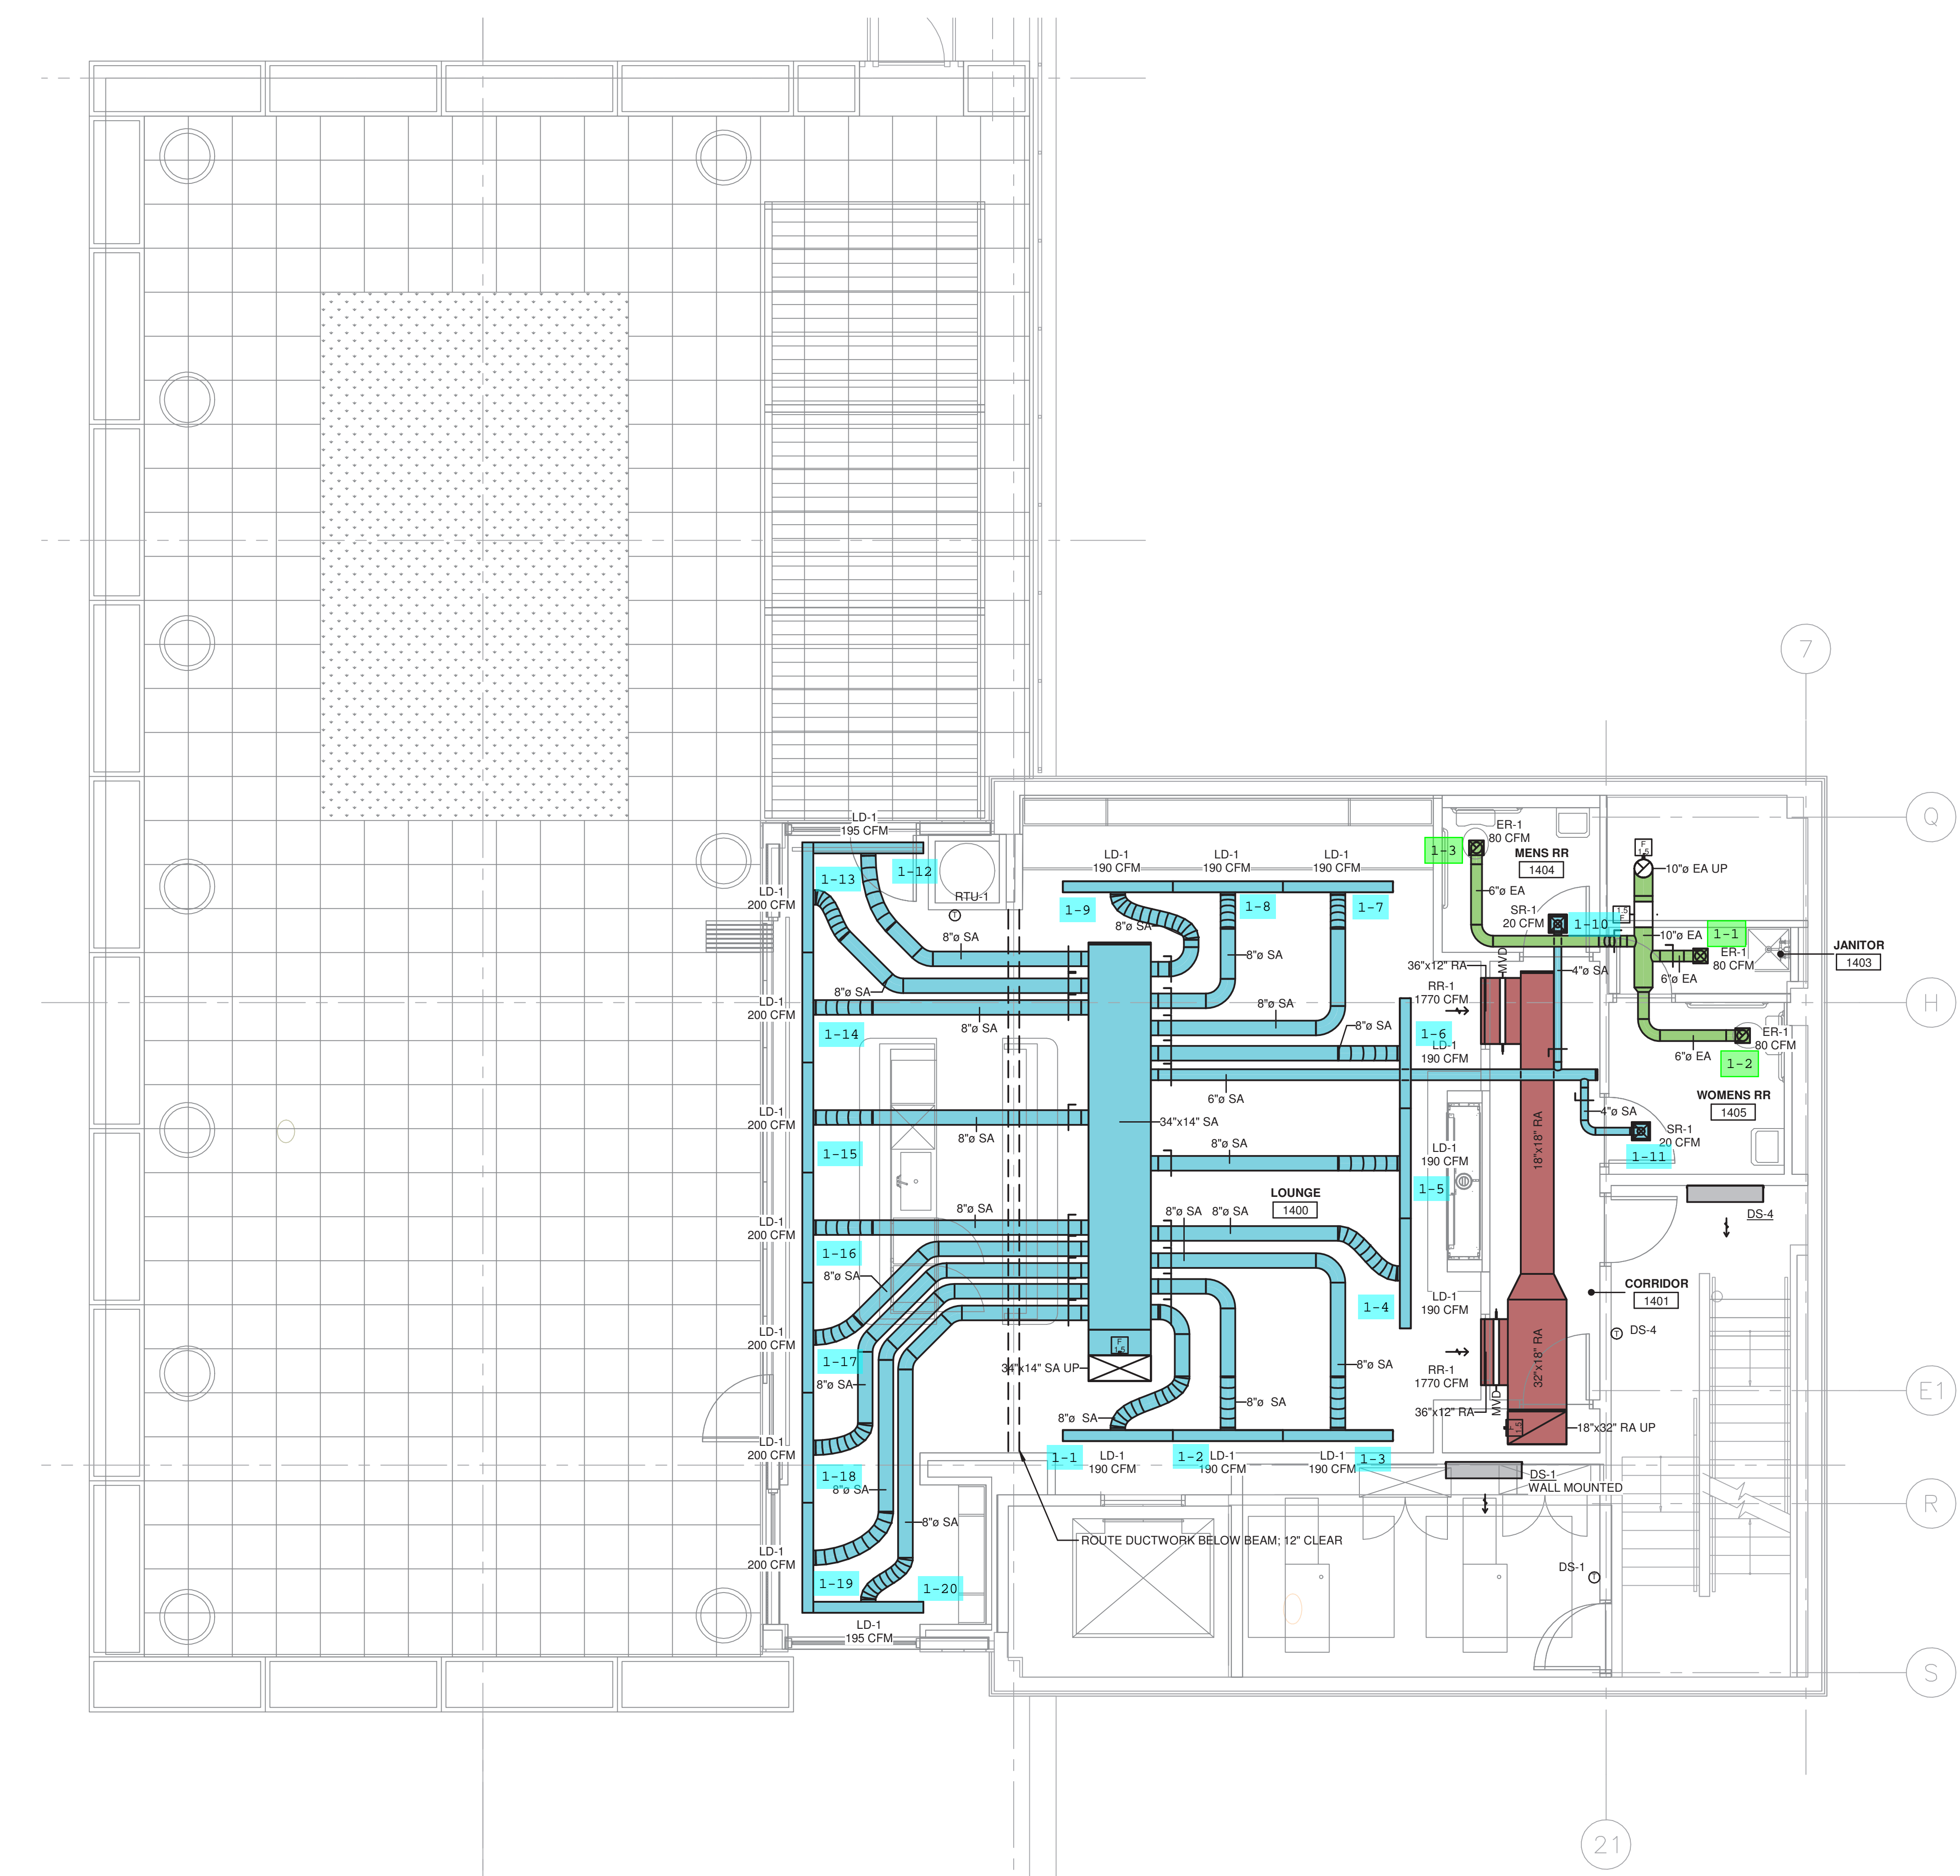 7
Q
LD-1
195 CFM
ER-1
80 CFM
1-3
MENS RR
1404
F
1.5
10"ø EA UP
LD-1
190 CFM
LD-1
190 CFM
LD-1
190 CFM
1-13
1-12
LD-1
200 CFM
RTU-1
T
6"ø EA
1-9
1-8
1-7
SR-1
20 CFM
1-10
1.5
F
8"ø SA
8"ø SA
10"ø EA
1-1
JANITOR
1403
ER-1
80 CFM
6"ø EA
8"ø SA
MVD
36"x12" RA
4"ø SA
8"ø SA
RR-1
1770 CFM
H
LD-1
200 CFM
8"ø SA
8"ø SA
8"ø SA
1-14
1-6
LD-1
190 CFM
ER-1
80 CFM
6"ø EA
1-2
WOMENS RR
1405
6"ø SA
LD-1
200 CFM
8"ø SA
34"x14" SA
18"x18" RA
4"ø SA
SR-1
20 CFM
1-15
8"ø SA
LD-1
190 CFM
1-11
1-5
LOUNGE
1400
LD-1
200 CFM
8"ø SA
8"ø SA
8"ø SA
DS-4
1-16
8"ø SA
CORRIDOR
1401
1-4
LD-1
190 CFM
LD-1
200 CFM
T
DS-4
1-17
F
1.5
34"x14" SA UP
8"ø SA
32"x18" RA
RR-1
1770 CFM
8"ø SA
E1
8"ø SA
36"x12" RA
MVD
8"ø SA
F
1.5
18"x32" RA UP
LD-1
200 CFM
1-1
LD-1
190 CFM
1-2
LD-1
190 CFM
LD-1
190 CFM
1-3
1-18
8"ø SA
DS-1
WALL MOUNTED
R
8"ø SA
ROUTE DUCTWORK BELOW BEAM; 12" CLEAR
LD-1
200 CFM
DS-1
T
1-19
1-20
LD-1
195 CFM
S
21